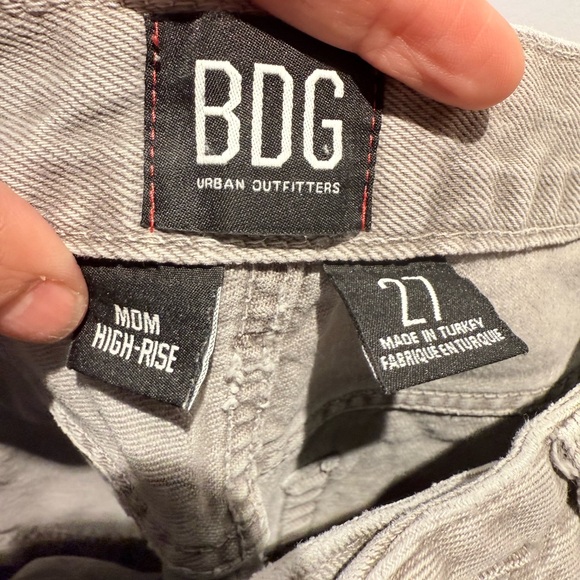 BDG
URBAN OUTFITTERS
MOM
HIGH-RISE
27
MADE IN TURKEY
FABRIQUE EN TURQUIE